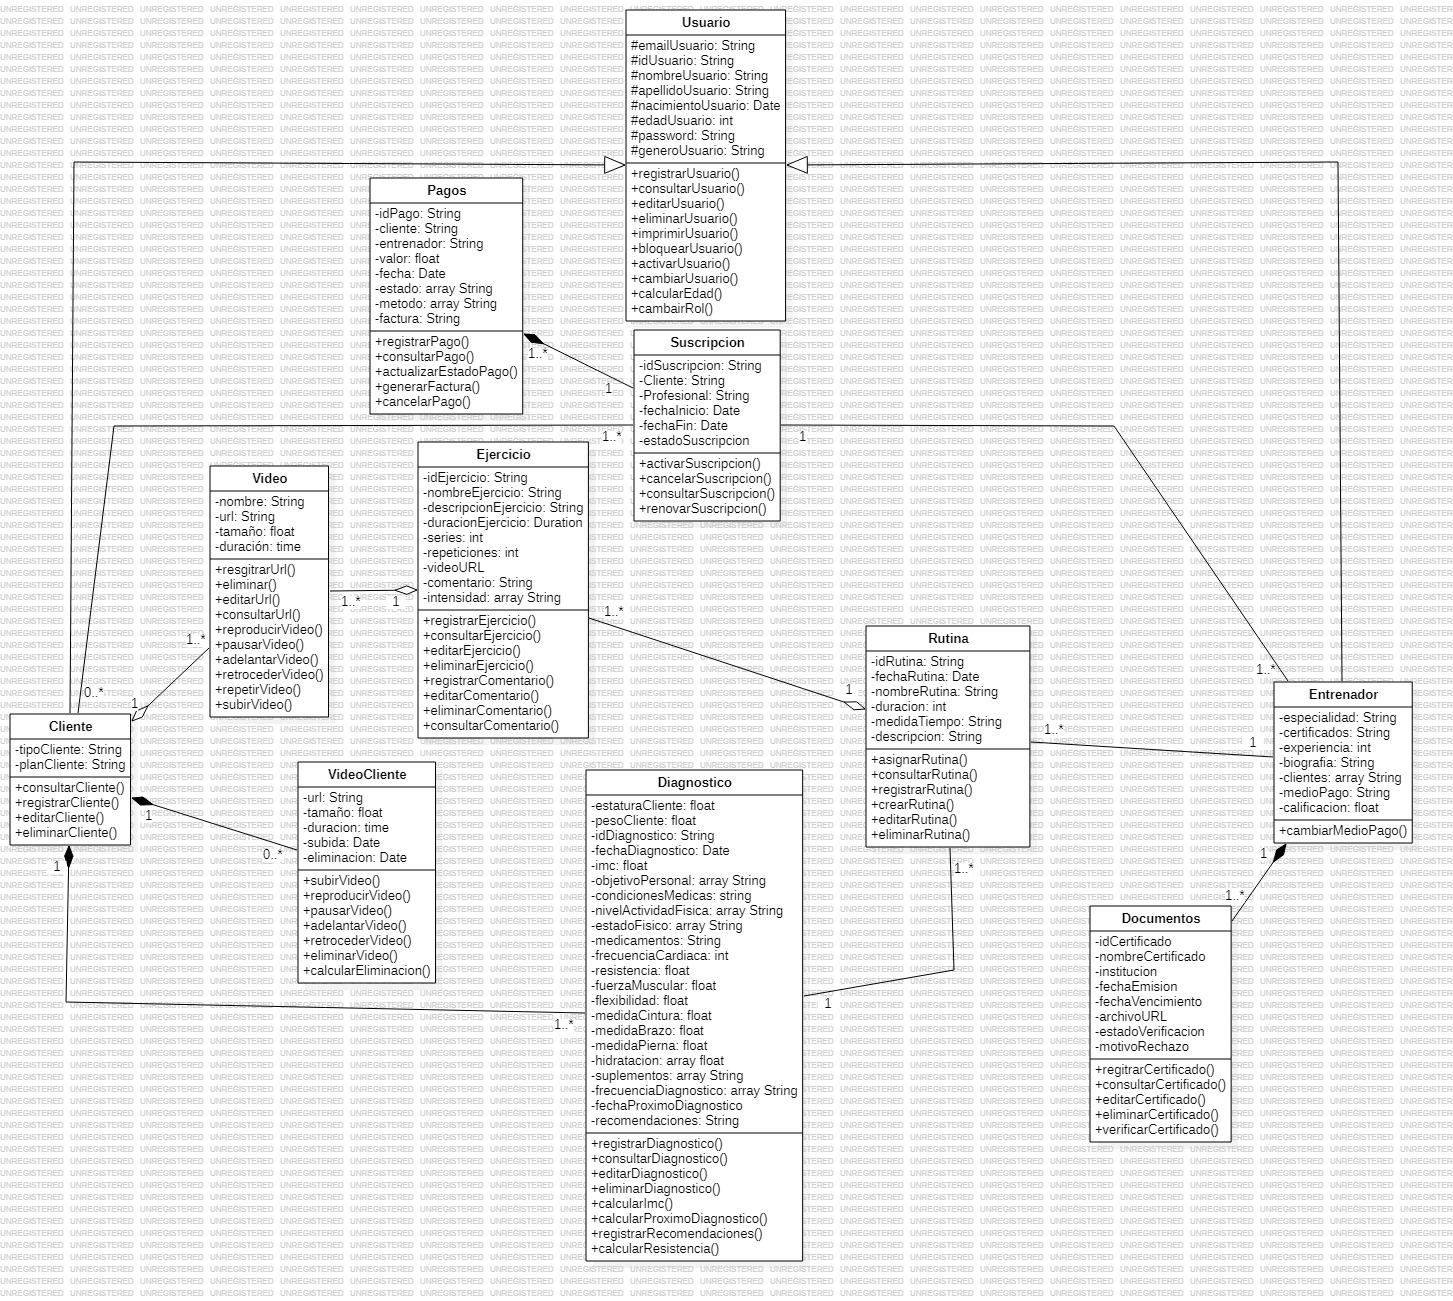 Usuario
#emailUsuario: String
#idUsuario: String
#nombreUsuario: String
#apellidoUsuario: String
#nacimientoUsuario: Date
#edadUsuario: int
#password: String
#generoUsuario: String
+registrarUsuario()
+consultarUsuario()
+editarUsuario()
+eliminarUsuario()
+imprimirUsuario()
+bloquearUsuario()
+activarUsuario()
+cambiarUsuario()
+calcularEdad()
+cambairRol()
Pagos
-idPago: String
-cliente: String
-entrenador: String
-valor: float
-fecha: Date
-estado: array String
-metodo: array String
-factura: String
+registrarPago()
+consultarPago()
+actualizarEstadoPago()
+generarFactura()
+cancelarPago()
1..*
1
Suscripcion
-idSuscripcion: String
-Cliente: String
-Profesional: String
-fechaInicio: Date
-fechaFin: Date
-estadoSuscripcion
+activarSuscripcion()
+cancelarSuscripcion()
+consultarSuscripcion()
+renovarSuscripcion()
1..*
1
Ejercicio
-idEjercicio: String
-nombreEjercicio: String
-descripcionEjercicio: String
-duracionEjercicio: Duration
-series: int
-repeticiones: int
-videoURL
-comentario: String
-intensidad: array String
+registrarEjercicio()
+consultarEjercicio()
+editarEjercicio()
+eliminarEjercicio()
+registrarComentario()
+editarComentario()
+eliminarComentario()
+consultarComentario()
Video
-nombre: String
-url: String
-tamaño: float
-duración: time
+resgitrarUrl()
+eliminar()
+editarUrl()
+consultarUrl()
+reproducirVideo()
+pausarVideo()
+adelantarVideo()
+retrocederVideo()
+repetirVideo()
+subirVideo()
1..*
1
1..*
1
1..*
1
0..*
1..*
Rutina
-idRutina: String
-fechaRutina: Date
-nombreRutina: String
-duracion: int
-medidaTiempo: String
-descripcion: String
+asignarRutina()
+consultarRutina()
+registrarRutina()
+crearRutina()
+editarRutina()
+eliminarRutina()
1..*
1
Entrenador
-especialidad: String
-certificados: String
-experiencia: int
-biografia: String
-clientes: array String
-medioPago: String
-calificacion: float
+cambiarMedioPago()
Cliente
-tipoCliente: String
-planCliente: String
+consultarCliente()
+registrarCliente()
+editarCliente()
+eliminarCliente()
1
0..*
1
1..*
VideoCliente
-url: String
-tamaño: float
-duracion: time
-subida: Date
-eliminacion: Date
+subirVideo()
+reproducirVideo()
+pausarVideo()
+adelantarVideo()
+retrocederVideo()
+eliminarVideo()
+calcularEliminacion()
Diagnostico
-estaturaCliente: float
-pesoCliente: float
-idDiagnostico: String
-fechaDiagnostico: Date
-imc: float
-objetivoPersonal: array String
-condicionesMedicas: string
-nivelActividadFisica: array String
-estadoFisico: array String
-medicamentos: String
-frecuenciaCardiaca: int
-resistencia: float
-fuerzaMuscular: float
-flexibilidad: float
-medidaCintura: float
-medidaBrazo: float
-medidaPierna: float
-hidratacion: array float
-suplementos: array String
-frecuenciaDiagnostico: array String
-fechaProximoDiagnostico
-recomendaciones: String
+registrarDiagnostico()
+consultarDiagnostico()
+editarDiagnostico()
+eliminarDiagnostico()
+calcularImc()
+calcularProximoDiagnostico()
+registrarRecomendaciones()
+calcularResistencia()
1..*
1
1
1..*
Documentos
-idCertificado
-nombreCertificado
-institucion
-fechaEmision
-fechaVencimiento
-archivoURL
-estadoVerificacion
-motivoRechazo
+regitrarCertificado()
+consultarCertificado()
+editarCertificado()
+eliminarCertificado()
+verificarCertificado()
UNREGISTERED